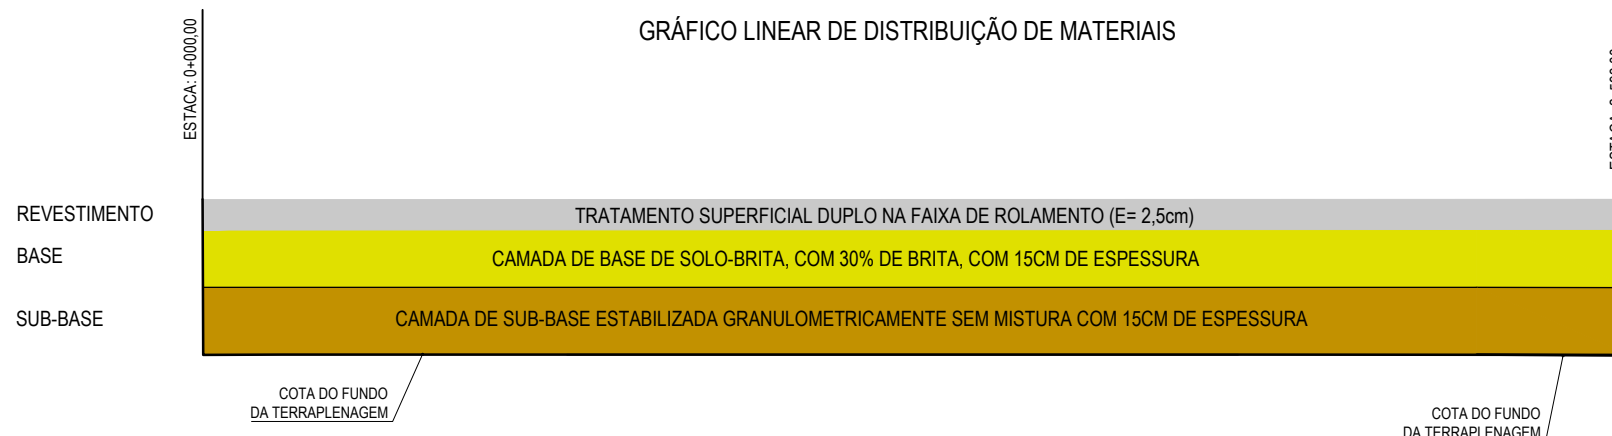 GRÁFICO LINEAR DE DISTRIBUIÇÃO DE MATERIAIS
ESTACA: 0+000,00
REVESTIMENTO
TRATAMENTO SUPERFICIAL DUPLO NA FAIXA DE ROLAMENTO (E= 2,5cm)
BASE
CAMADA DE BASE DE SOLO-BRITA, COM 30% DE BRITA, COM 15CM DE ESPESSURA
SUB-BASE
CAMADA DE SUB-BASE ESTABILIZADA GRANULOMETRICAMENTE SEM MISTURA COM 15CM DE ESPESSURA
COTA DO FUNDO
DA TERRAPLENAGEM
COTA DO FUNDO
DA TERRAPLENAGEM